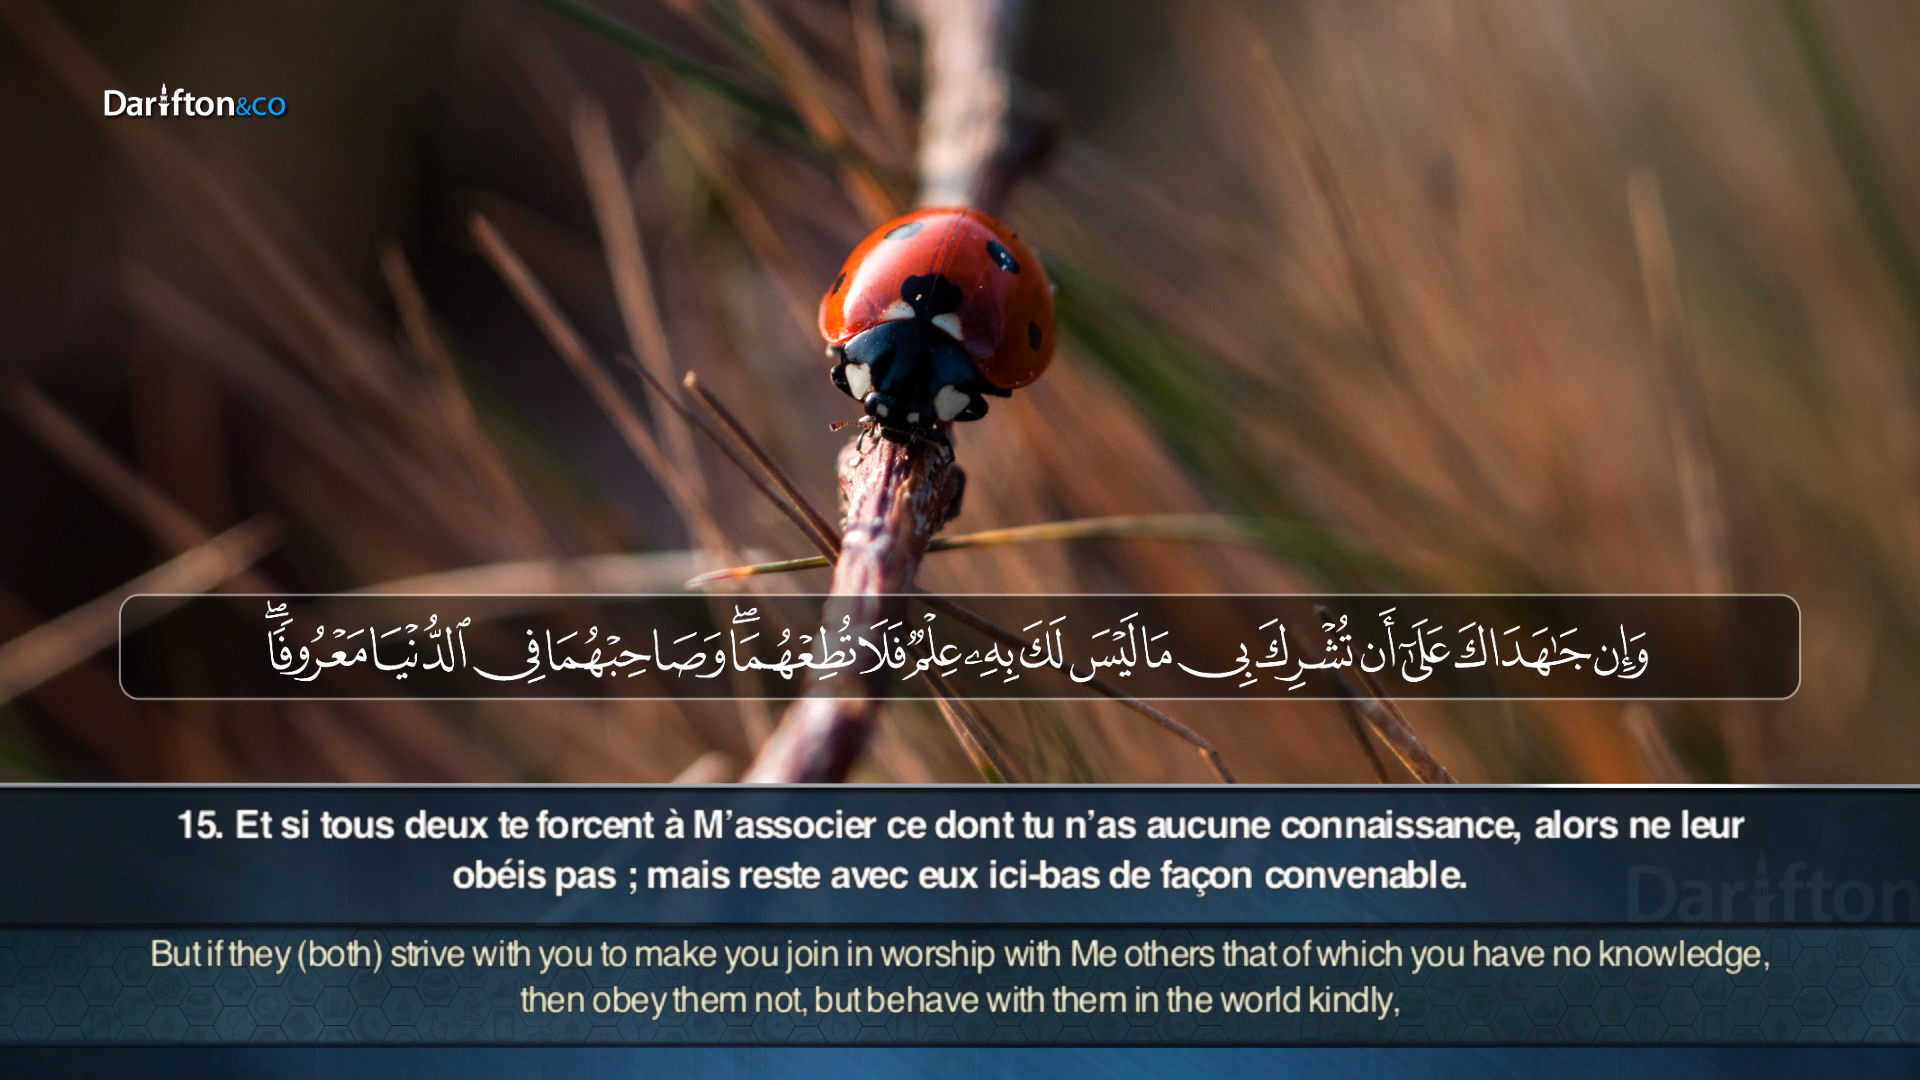 Darifton&co
وَإِن جَٰهَدَاكَ عَلَىٰٓ أَن تُشْرِكَ بِى مَا لَيْسَ لَكَ بِهِۦ عِلْمٌ فَلَا تُطِعْهُمَا ۖ وَصَاحِبْهُمَا فِى ٱلدُّنْيَا مَعْرُوفًا ۖ
15. Et si tous deux te forcent à M’associer ce dont tu n’as aucune connaissance, alors ne leur
obéis pas ; mais reste avec eux ici-bas de façon convenable.
Darifton
But if they (both) strive with you to make you join in worship with Me others that of which you have no knowledge,
then obey them not, but behave with them in the world kindly,